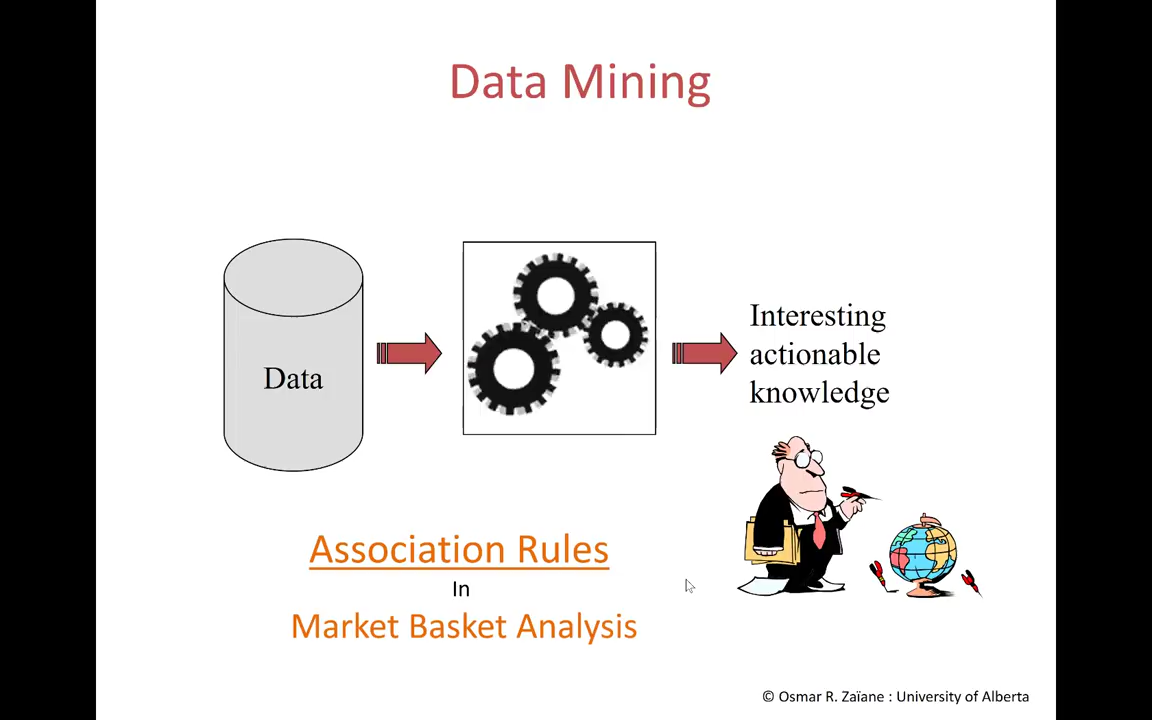 Data Mining
Data
Interesting
actionable
knowledge
Association Rules
In
Market Basket Analysis
© Osmar R. Zaïane : University of Alberta